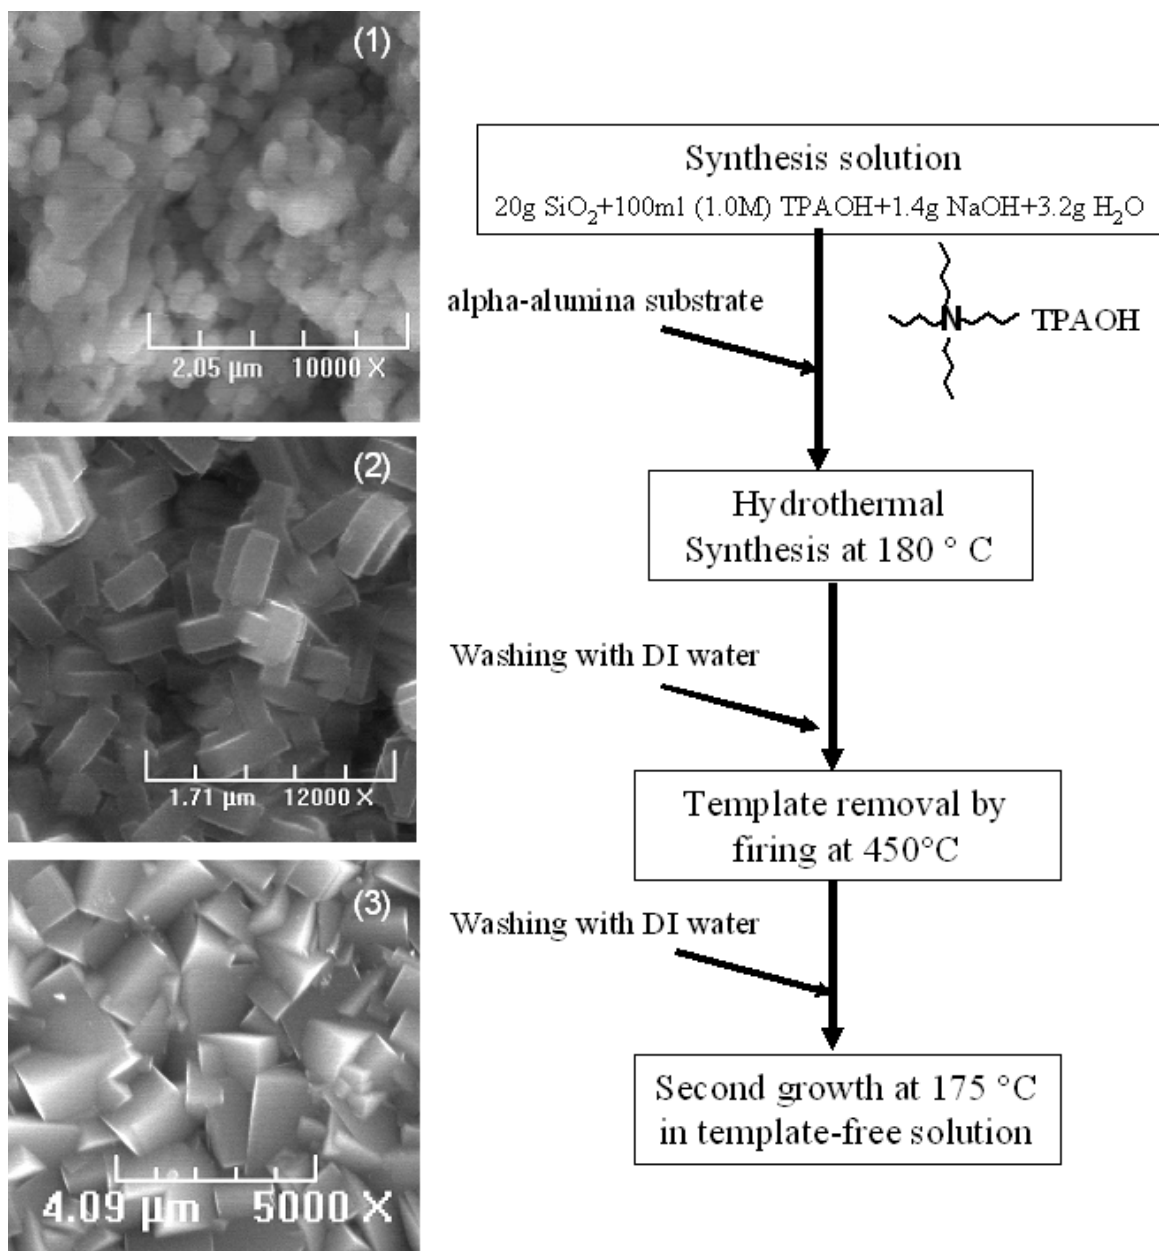 (1)
2.05 µm 10000 X
(2)
1.71 µm 12000 X
(3)
4.09 µm 5000 X
Synthesis solution
20g SiO₂+100ml (1.0M) TPAOH+1.4g NaOH+3.2g H₂O
alpha-alumina substrate
N TPAOH
Hydrothermal
Synthesis at 180 ° C
Washing with DI water
Template removal by
firing at 450°C
Washing with DI water
Second growth at 175 °C
in template-free solution